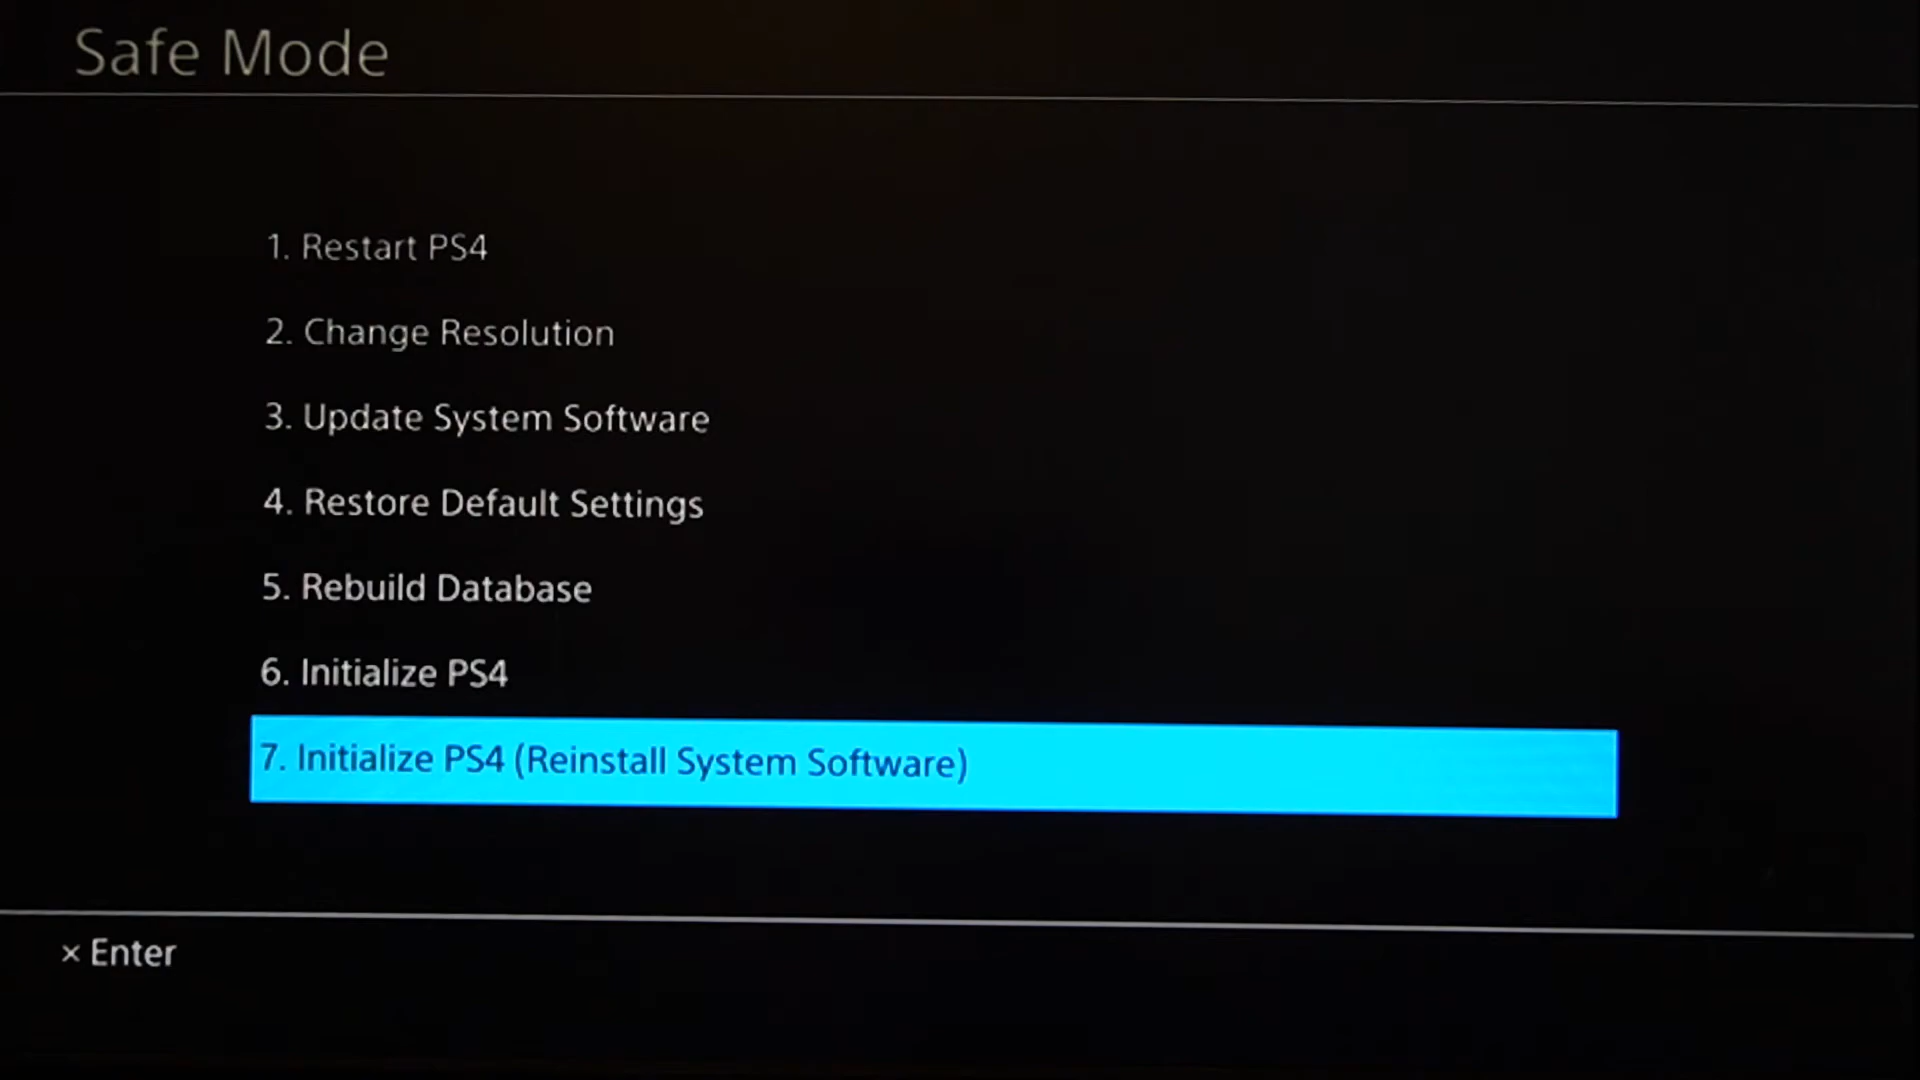 Safe Mode
1. Restart PS4
2. Change Resolution
3. Update System Software
4. Restore Default Settings
5. Rebuild Database
6. Initialize PS4
7. Initialize PS4 (Reinstall System Software)
× Enter